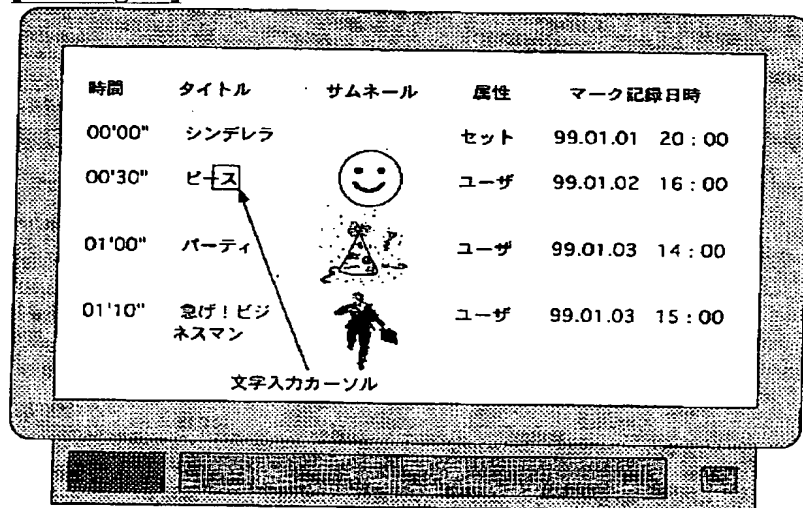 時間 タイトル サムネール 属性 マーク記録日時
00'00" シンデレラ セット 99.01.01 20:00
00'30" ピース ユーザ 99.01.02 16:00
01'00" パーティ ユーザ 99.01.03 14:00
01'10" 急げ!ビジ ユーザ 99.01.03 15:00
ネスマン
文字入力カーソル